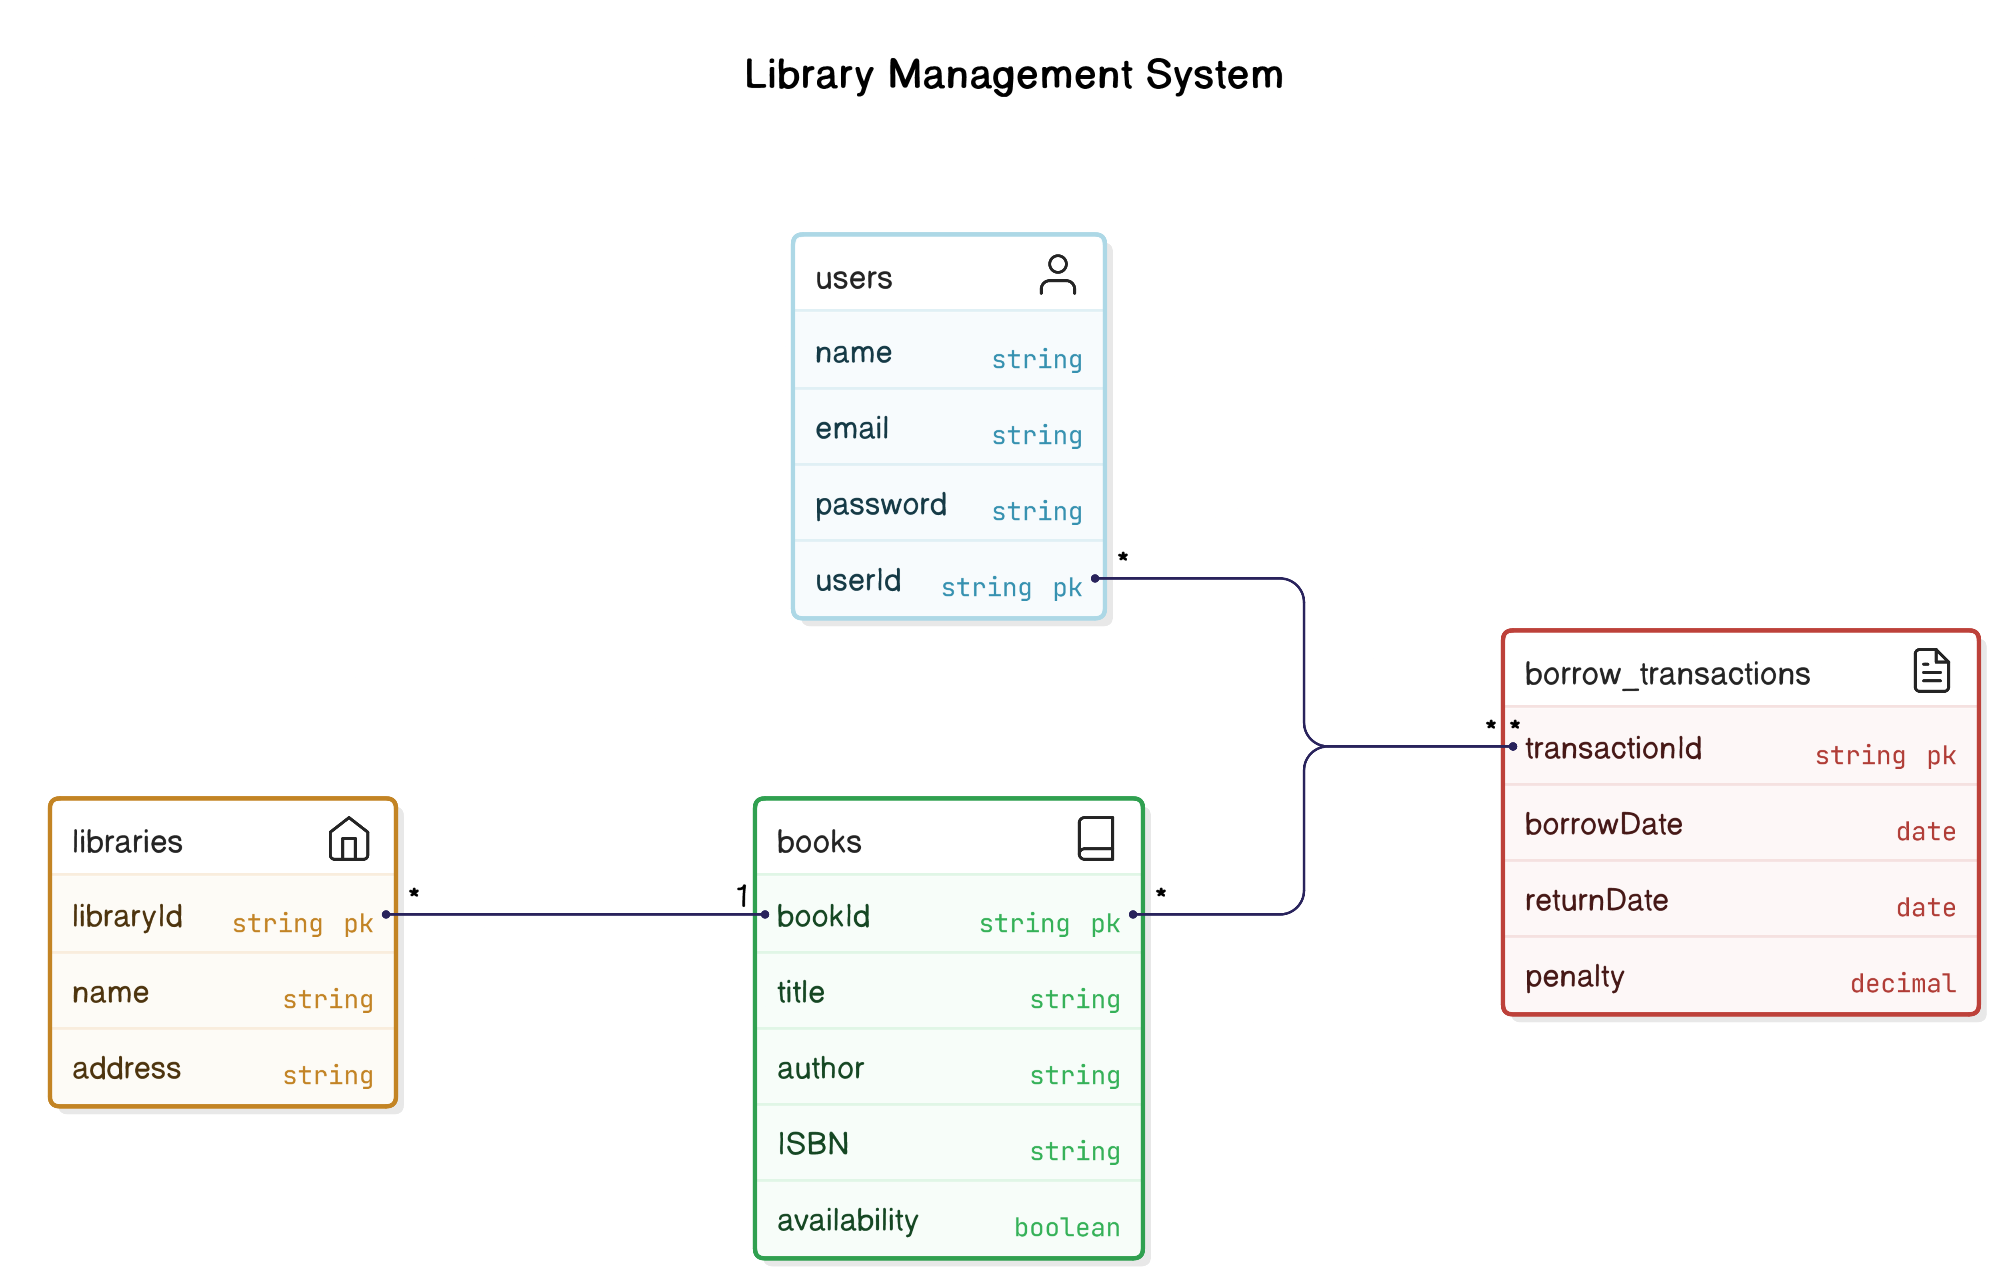 Library Management System
users
name string
email string
password string
userId string pk
*
borrow_transactions
* *
transactionId string pk
borrowDate date
returnDate date
penalty decimal
libraries
libraryId string pk
name string
address string
*
1
books
bookId string pk
title string
author string
ISBN string
availability boolean
*